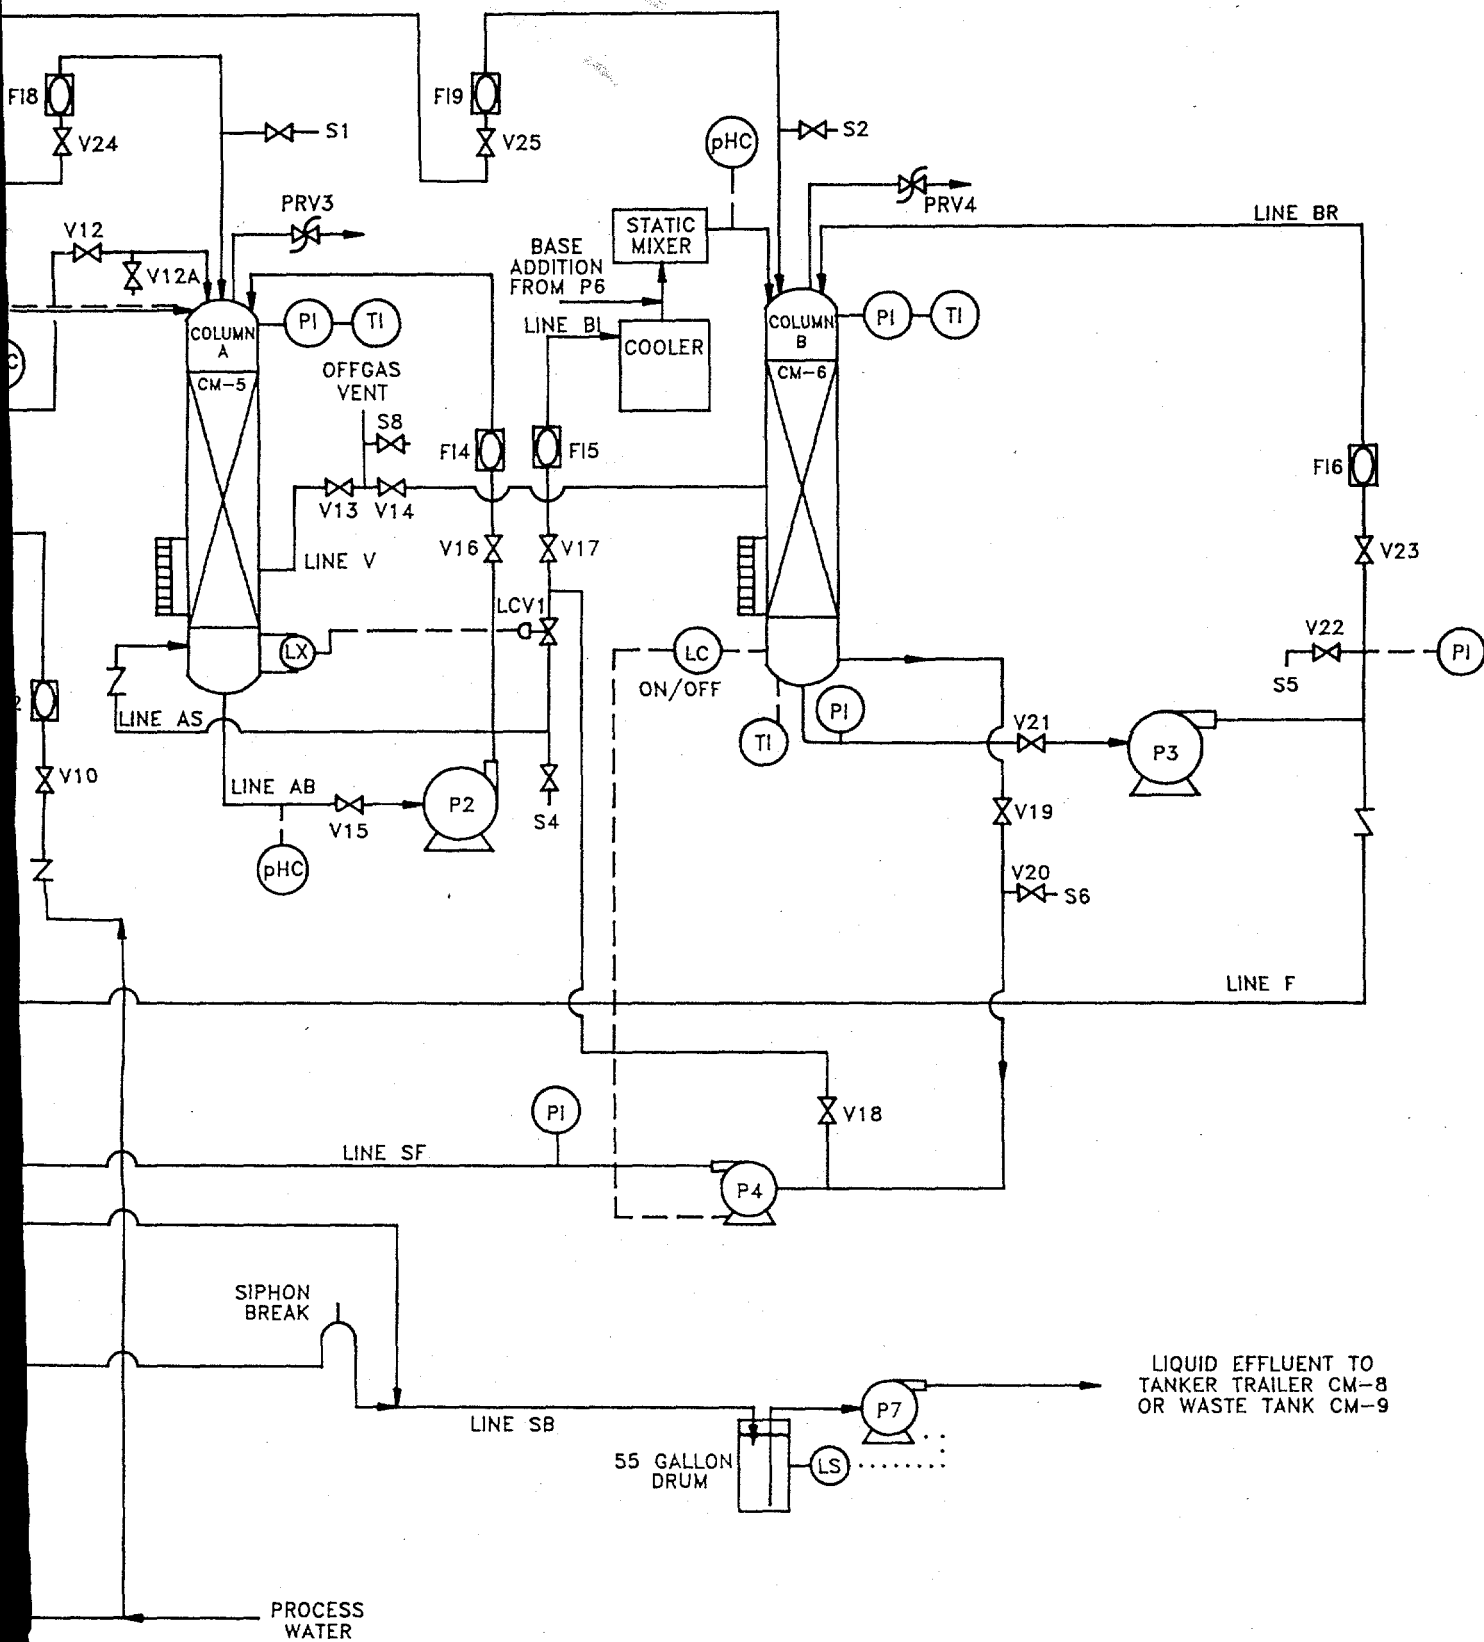 FI8
V24
S1
FI9
V25
pHC
S2
PRV4
LINE BR
PRV3
V12
V12A
STATIC
MIXER
BASE
ADDITION
FROM P6
LINE BI
COOLER
COLUMN
A
PI
TI
CM-5
COLUMN
B
PI
TI
CM-6
C
OFFGAS
VENT
S8
FI4
FI5
FI6
V13
V14
LINE V
V16
V17
V23
LCV1
LX
LC
ON/OFF
V22
S5
PI
2
LINE AS
PI
TI
V21
P3
V10
LINE AB
V15
P2
S4
V19
pHC
V20
S6
LINE F
PI
V18
LINE SF
P4
SIPHON
BREAK
LINE SB
P7
LIQUID EFFLUENT TO
TANKER TRAILER CM-8
OR WASTE TANK CM-9
55 GALLON
DRUM
LS
PROCESS
WATER